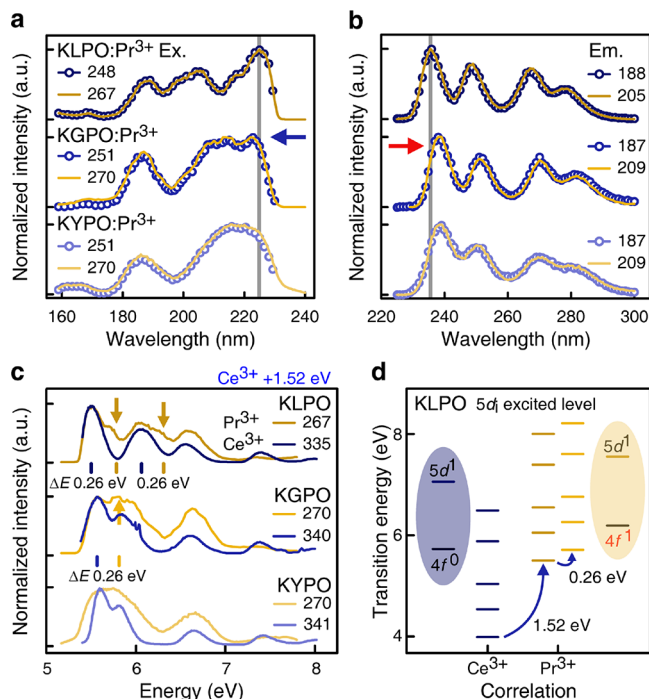 a
KLPO:Pr³⁺ Ex.
248
267
KGPO:Pr³⁺
251
270
KYPO:Pr³⁺
251
270
Normalized intensity (a.u.)
160 180 200 220 240
Wavelength (nm)
b
Em.
188
205
187
209
187
209
Normalized intensity (a.u.)
220 240 260 280 300
Wavelength (nm)
c
Ce³⁺ +1.52 eV
KLPO
Pr³⁺ 267
Ce³⁺ 335
ΔE 0.26 eV 0.26 eV
KGPO
270
340
ΔE 0.26 eV
KYPO
270
341
Normalized intensity (a.u.)
5 6 7 8
Energy (eV)
d
KLPO 5dᵢ excited level
5d¹
4f⁰
5d¹
4f¹
0.26 eV
1.52 eV
Transition energy (eV)
8
6
4
Ce³⁺ Pr³⁺
Correlation